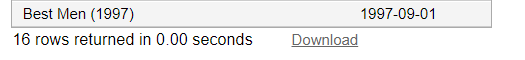 Best Men (1997) 1997-09-01
16 rows returned in 0.00 seconds Download